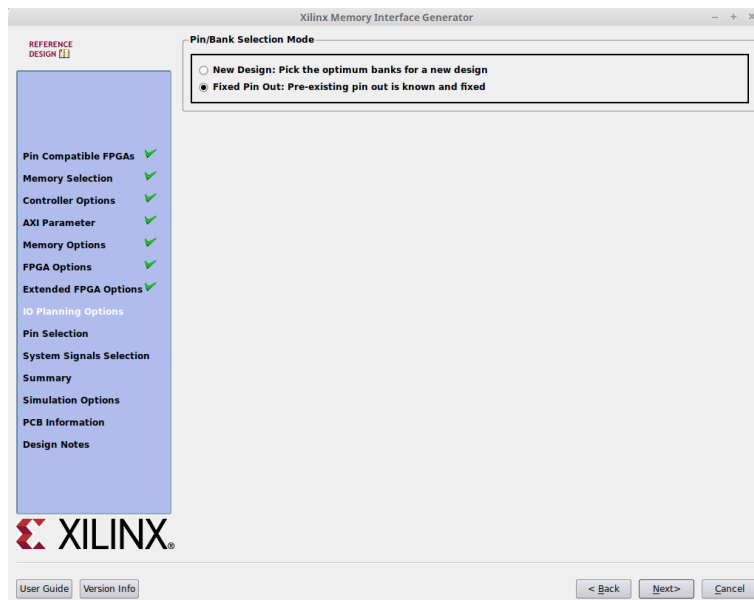 Xilinx Memory Interface Generator
REFERENCE
DESIGN
Pin Compatible FPGAs
Memory Selection
Controller Options
AXI Parameter
Memory Options
FPGA Options
Extended FPGA Options
IO Planning Options
Pin Selection
System Signals Selection
Summary
Simulation Options
PCB Information
Design Notes
XILINX®
Pin/Bank Selection Mode
New Design: Pick the optimum banks for a new design
Fixed Pin Out: Pre-existing pin out is known and fixed
User Guide
Version Info
< Back
Next>
Cancel